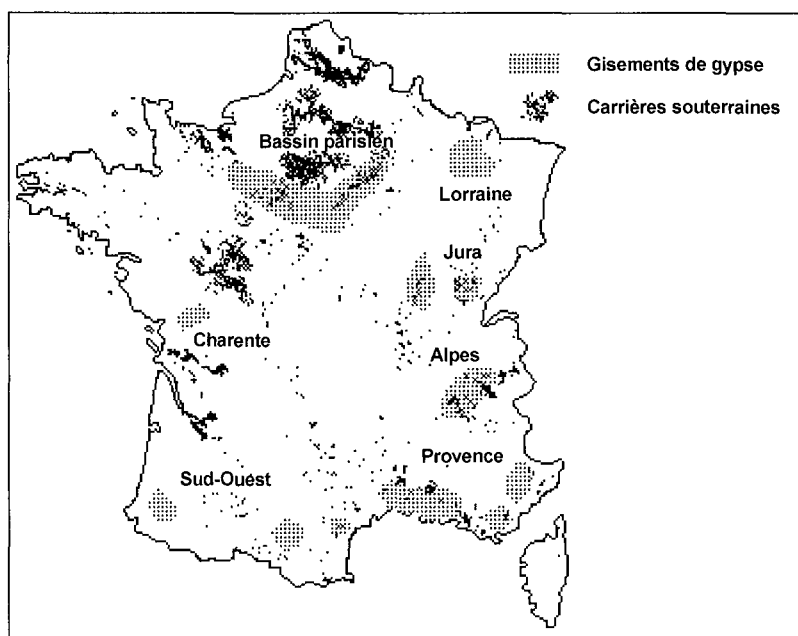 Gisements de gypse
Carrières souterraines
Bassin parisien
Lorraine
Jura
Charente
Alpes
Provence
Sud-Ouest